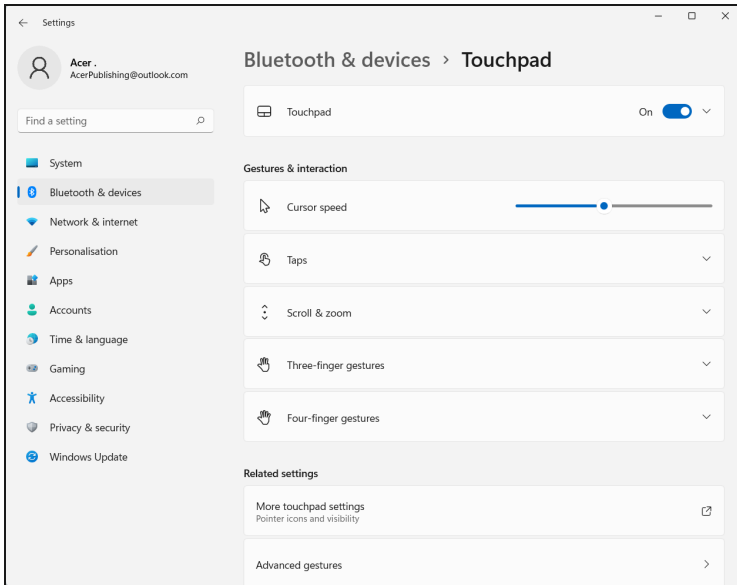 Settings
Acer .
AcerPublishing@outlook.com
Find a setting
System
Bluetooth & devices
Network & internet
Personalisation
Apps
Accounts
Time & language
Gaming
Accessibility
Privacy & security
Windows Update
Bluetooth & devices > Touchpad
Touchpad On
Gestures & interaction
Cursor speed
Taps
Scroll & zoom
Three-finger gestures
Four-finger gestures
Related settings
More touchpad settings
Pointer icons and visibility
Advanced gestures